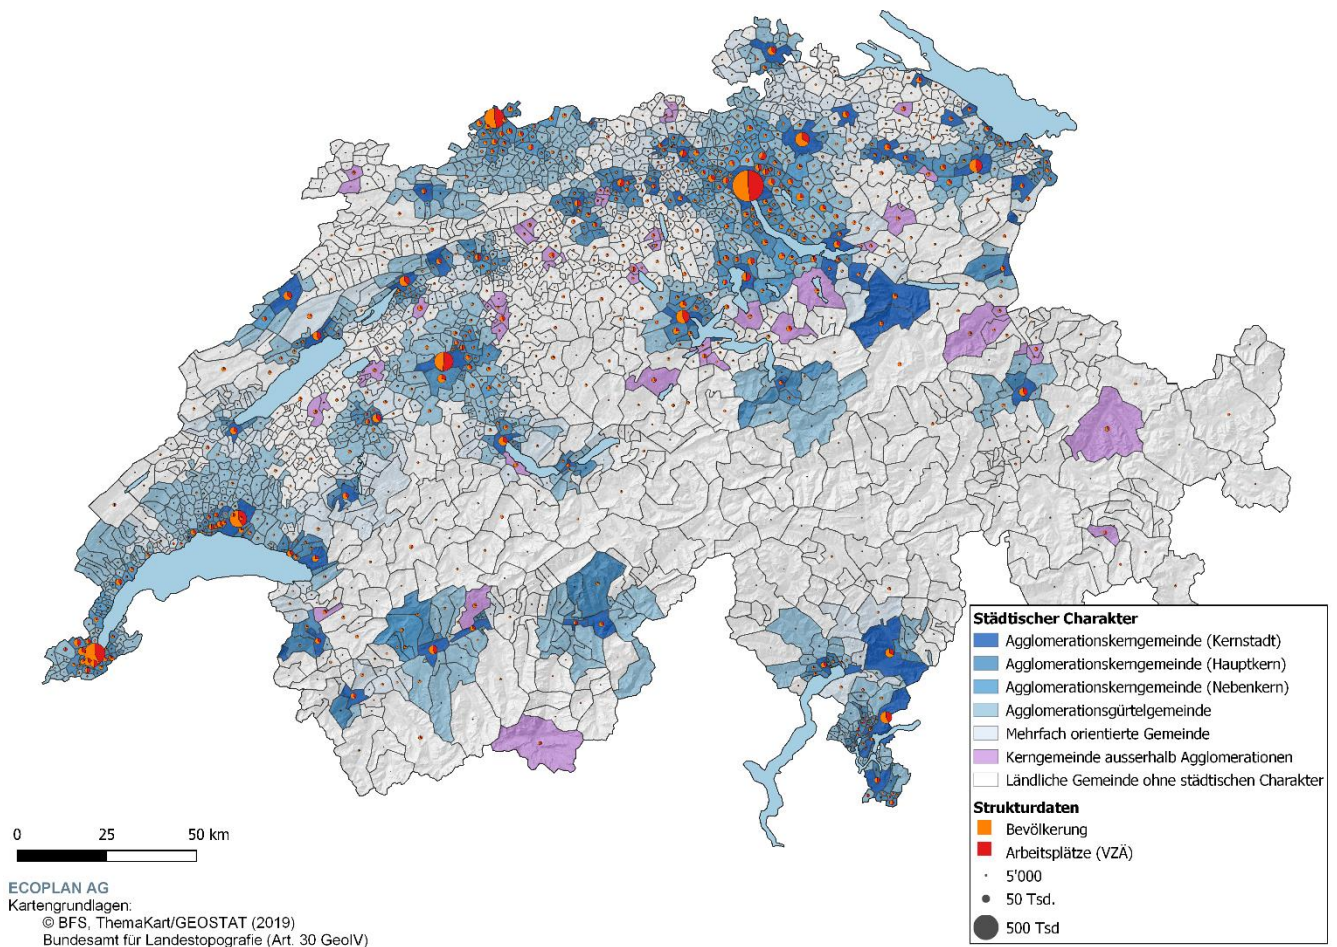 Städtischer Charakter
Agglomerationskerngemeinde (Kernstadt)
Agglomerationskerngemeinde (Hauptkern)
Agglomerationskerngemeinde (Nebenkern)
Agglomerationsgürtelgemeinde
Mehrfach orientierte Gemeinde
Kerngemeinde ausserhalb Agglomerationen
Ländliche Gemeinde ohne städtischen Charakter
Strukturdaten
Bevölkerung
Arbeitsplätze (VZÄ)
5'000
50 Tsd.
500 Tsd
0 25 50 km
ECOPLAN AG
Kartengrundlagen:
© BFS, ThemaKart/GEOSTAT (2019)
Bundesamt für Landestopografie (Art. 30 GeoIV)